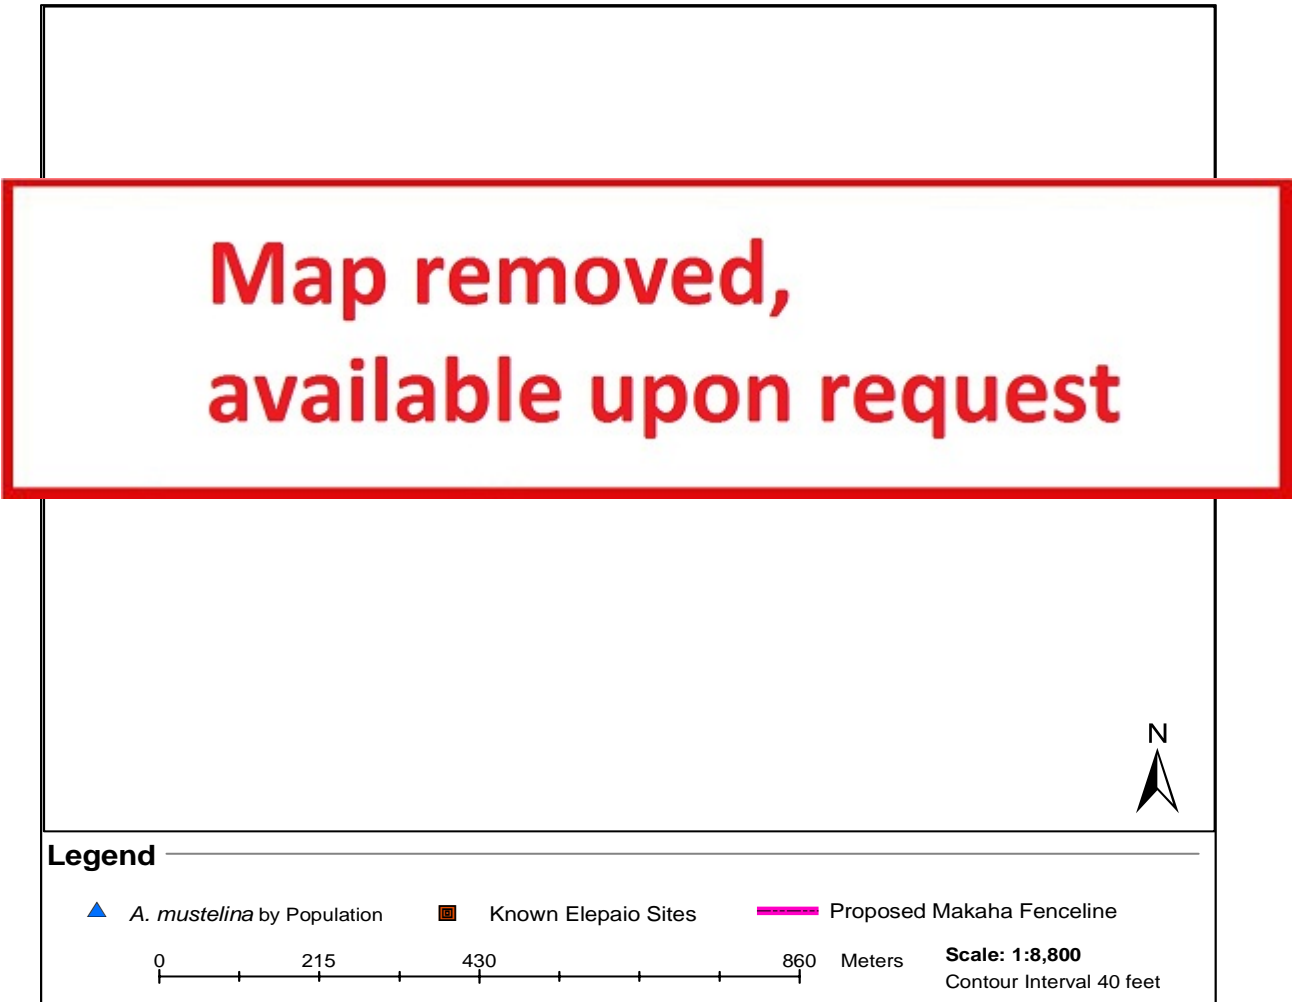 Map removed,
available upon request
N
Legend
A. mustelina by Population
Known Elepaio Sites
Proposed Makaha Fenceline
0 215 430 860 Meters
Scale: 1:8,800
Contour Interval 40 feet